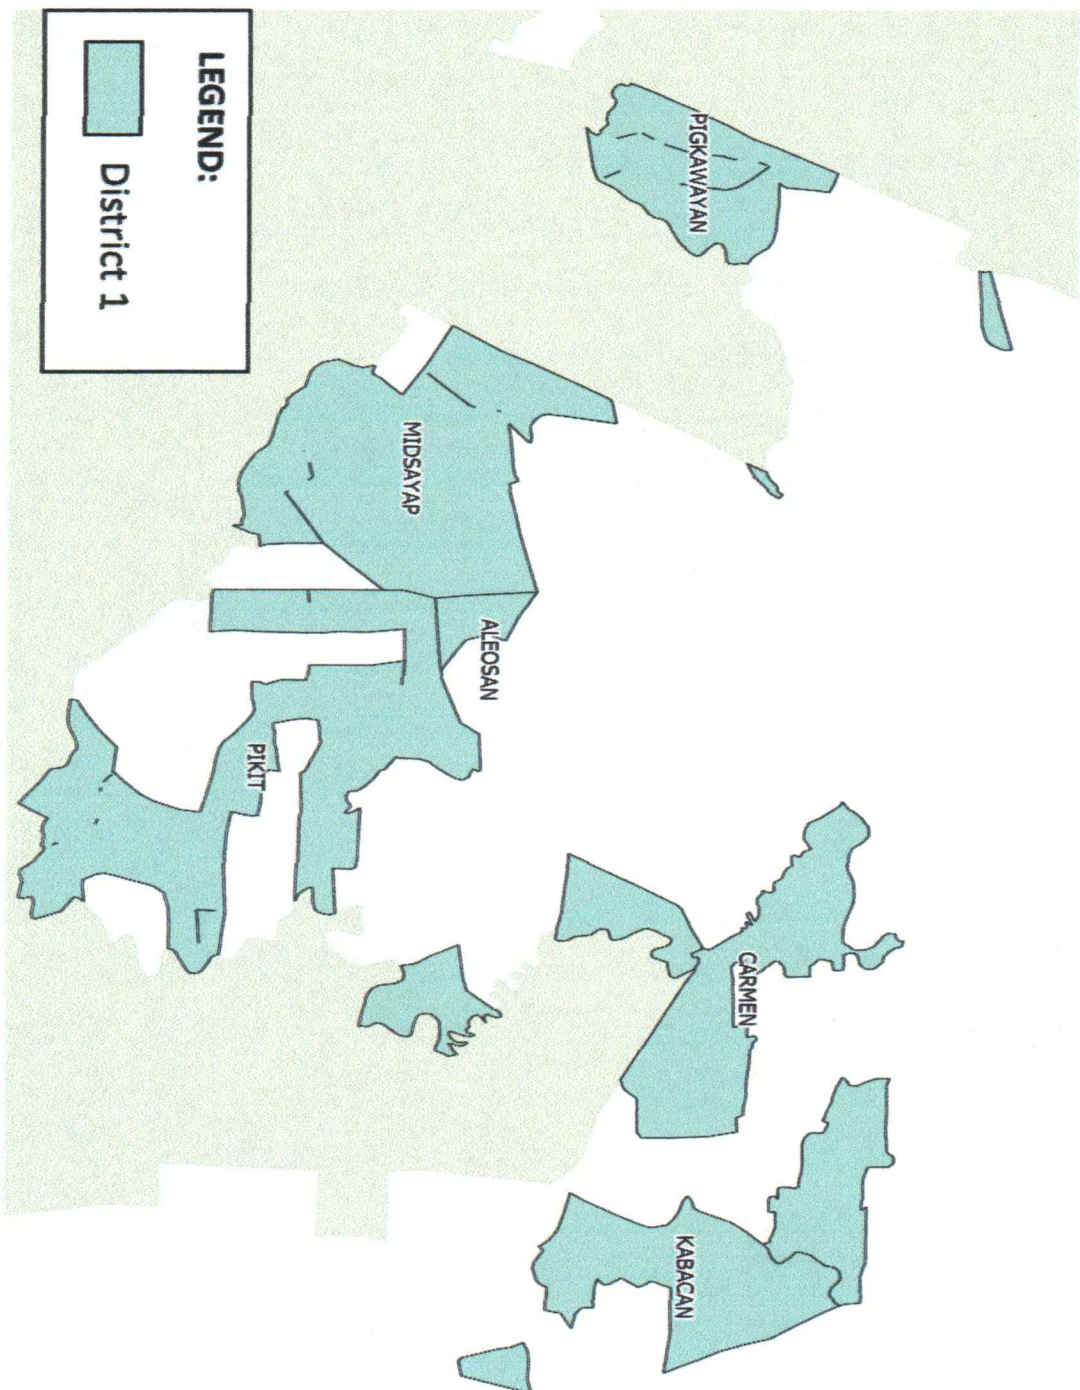 LEGEND:
District 1
PIGKAWAYAN
MIDSAYAP
ALEOSAN
PIKIT
CARMEN
KABACAN